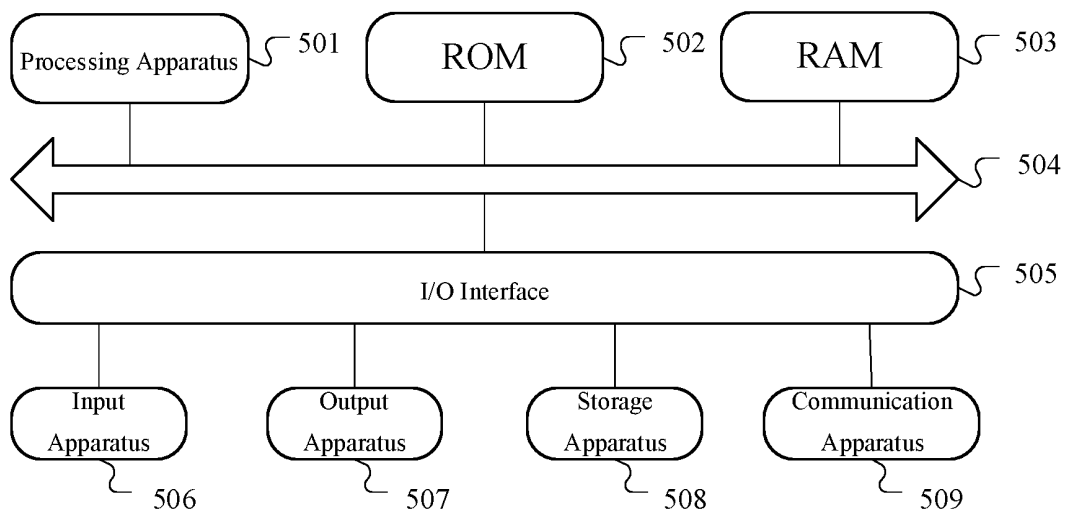 Processing Apparatus
501
ROM
502
RAM
503
504
I/O Interface
505
Input
Apparatus
506
Output
Apparatus
507
Storage
Apparatus
508
Communication
Apparatus
509